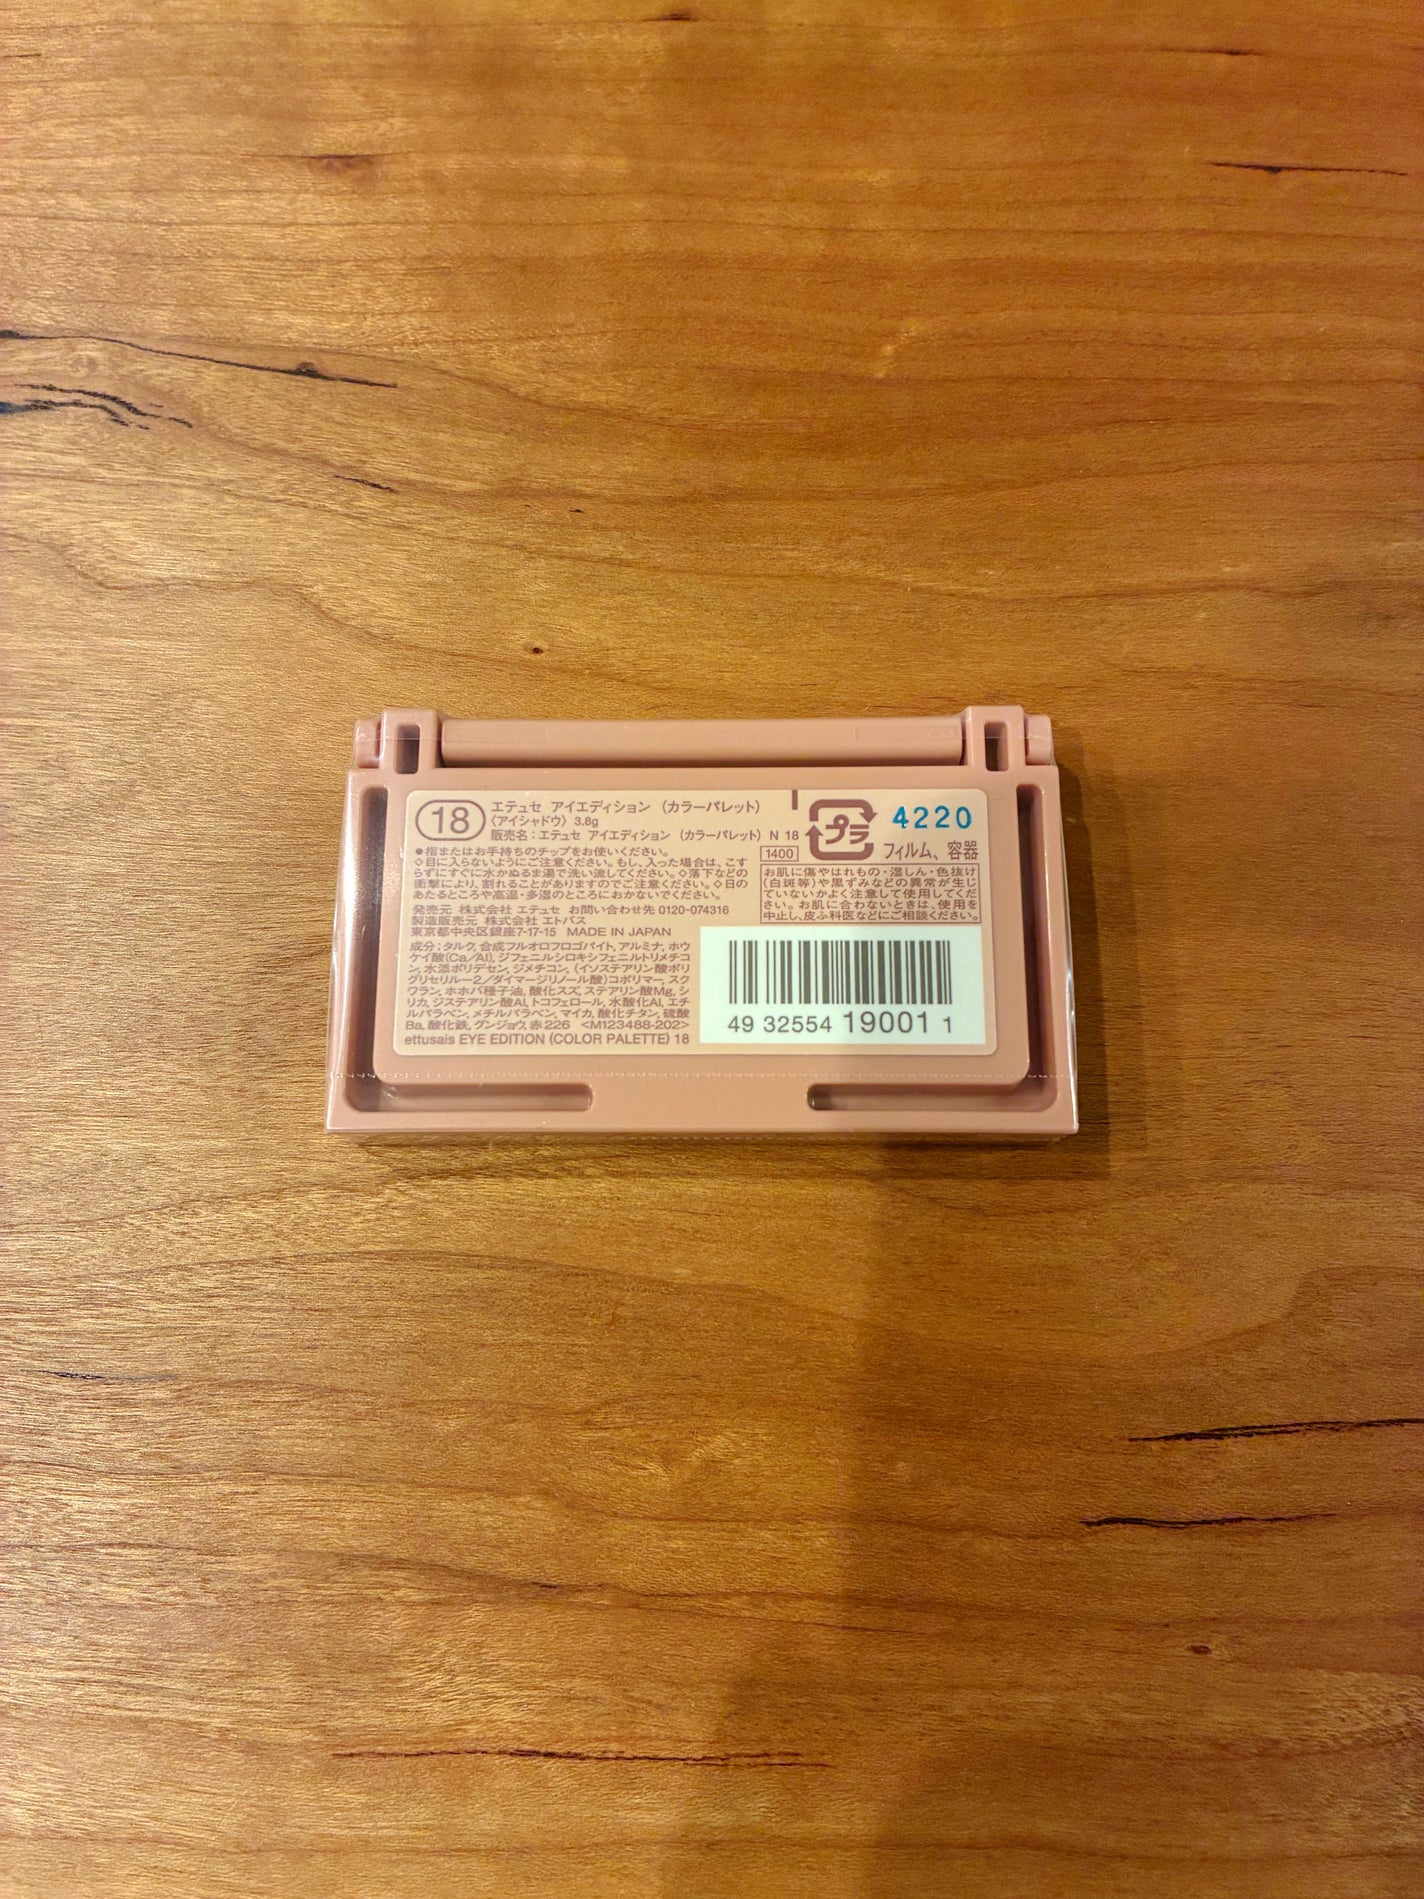 18
エテュセ アイエディション (カラーパレット)
〈アイシャドウ〉 3.8g
販売名：エテュセ アイエディション (カラーパレット) N 18
●指またはお手持ちのチップをお使いください。
◇目に入らないようにご注意ください。もし、入った場合は、こす
らずにすぐに水かぬるま湯で洗い流してください。◇落下などの
衝撃により、割れることがありますのでご注意ください。◇日の
あたるところや高温・多湿のところにおかないでください。
発売元 株式会社 エテュセ お問い合わせ先 0120-074316
製造販売元 株式会社 エトバス
東京都中央区銀座7-17-15 MADE IN JAPAN
成分：タルク, 合成フルオロフロゴパイト, アルミナ, ホウ
ケイ酸(Ca/Al), ジフェニルシロキシフェニルトリメチコ
ン, 水添ポリデセン, ジメチコン, (イソステアリン酸ポリ
グリセリル-2/ダイマージリノール酸)コポリマー, スク
ワラン, ホホバ種子油, 酸化スズ, ステアリン酸Mg, シ
リカ, ジステアリン酸Al, トコフェロール, 水酸化Al, エチ
ルパラベン, メチルパラベン, マイカ, 酸化チタン, 硫酸
Ba, 酸化鉄, グンジョウ, 赤226 <M123488-202>
ettusais EYE EDITION (COLOR PALETTE) 18
プラ
4220
フィルム、容器
1400
お肌に傷やはれもの・湿しん・色抜け
(白斑等)や黒ずみなどの異常が生じ
ていないかよく注意して使用してくだ
さい。お肌に合わないときは、使用を
中止し、皮ふ科医などにご相談ください。
49 32554 19001 1